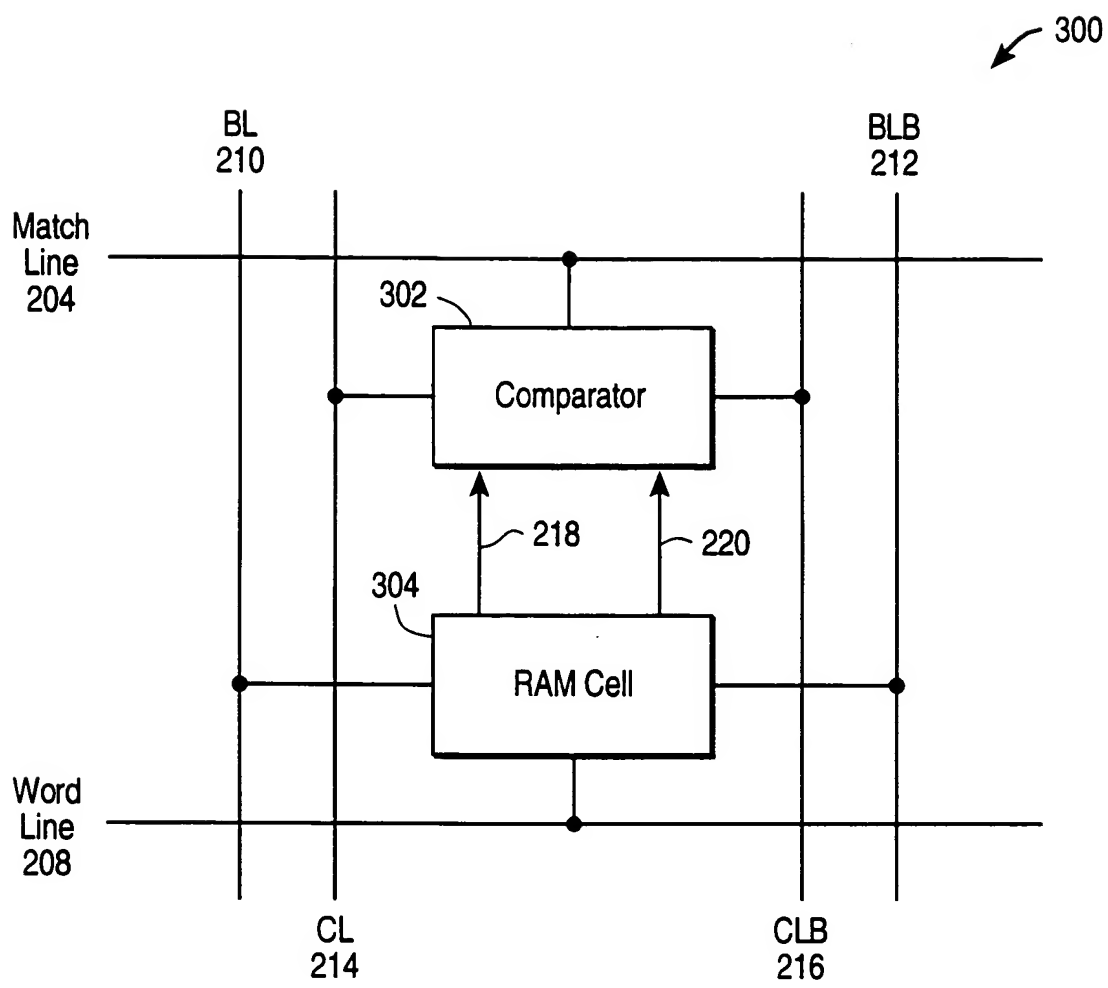 300
BL
210
BLB
212
Match
Line
204
302
Comparator
218
220
304
RAM Cell
Word
Line
208
CL
214
CLB
216